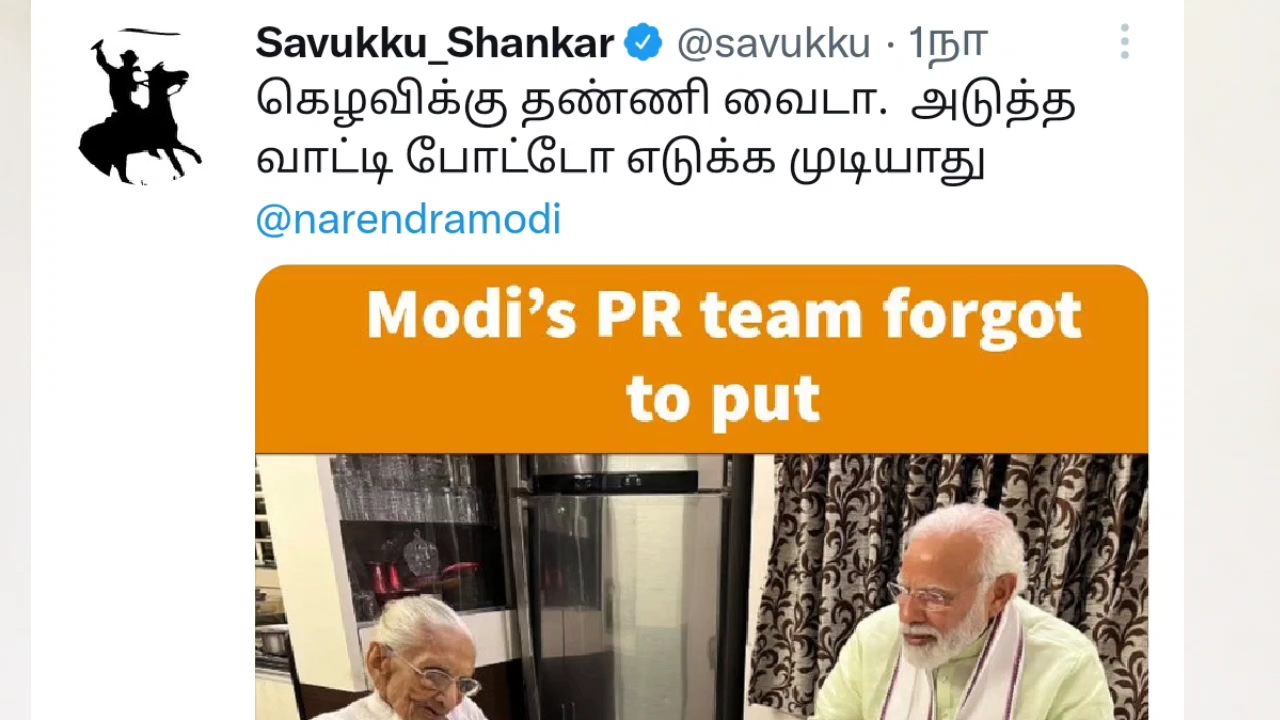 Savukku_Shankar @savukku · 1நா
கெழவிக்கு தண்ணி வைடா. அடுத்த
வாட்டி போட்டோ எடுக்க முடியாது
@narendramodi
Modi’s PR team forgot
to put